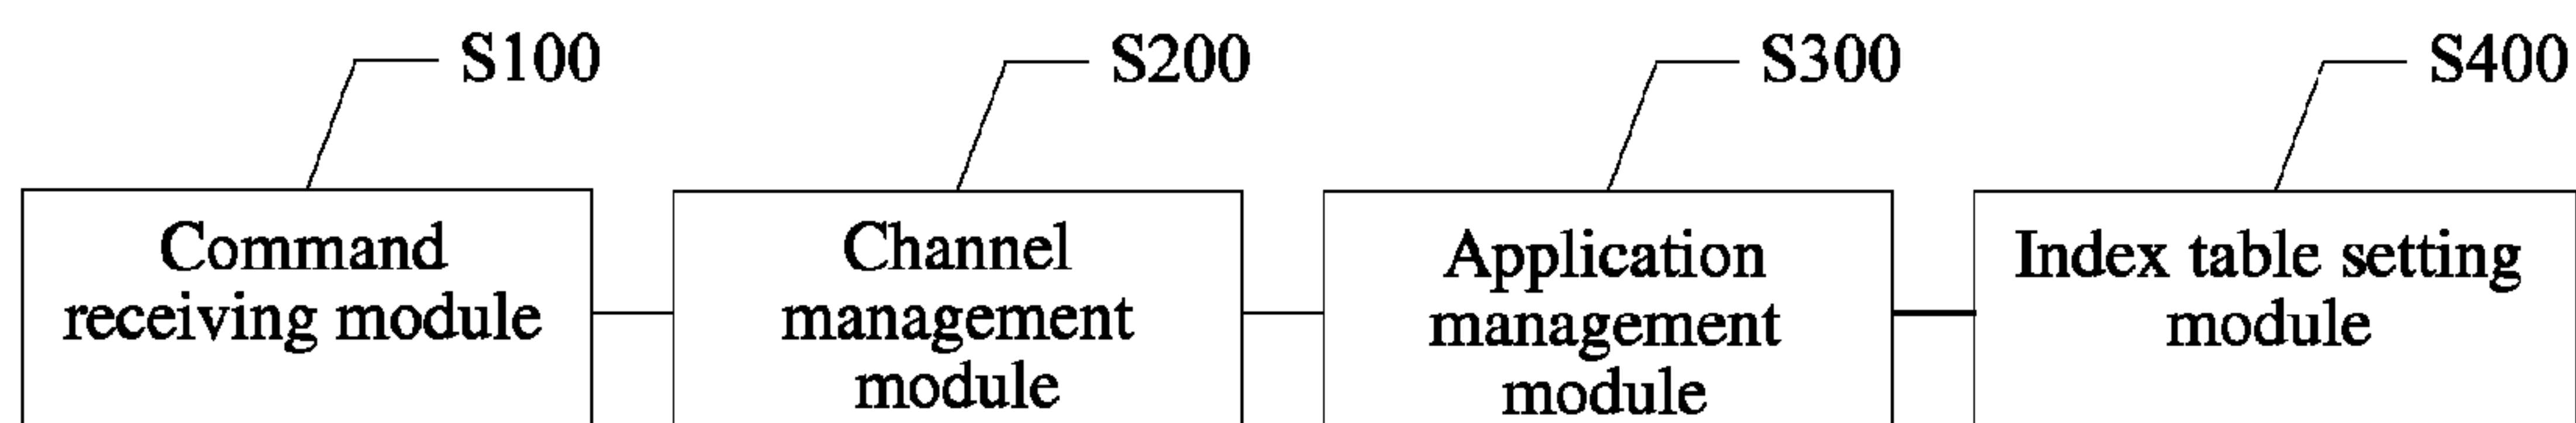 S100
S200
S300
S400
Command
receiving module
Channel
management
module
Application
management
module
Index table setting
module